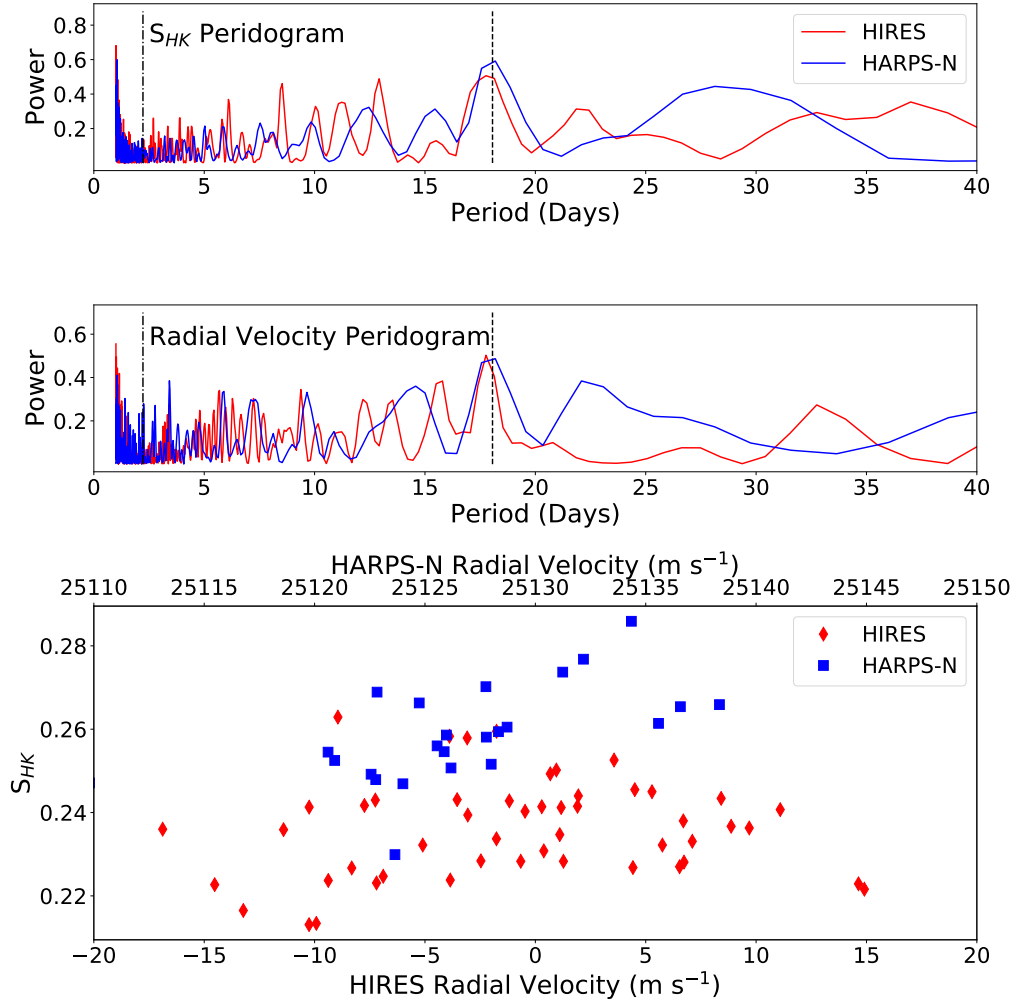 S_HK Peridogram
HIRES
HARPS-N
Power
0.8
0.6
0.4
0.2
0 5 10 15 20 25 30 35 40
Period (Days)
Radial Velocity Peridogram
Power
0.6
0.4
0.2
0 5 10 15 20 25 30 35 40
Period (Days)
HARPS-N Radial Velocity (m s⁻¹)
25110 25115 25120 25125 25130 25135 25140 25145 25150
HIRES
HARPS-N
S_HK
0.28
0.26
0.24
0.22
−20 −15 −10 −5 0 5 10 15 20
HIRES Radial Velocity (m s⁻¹)